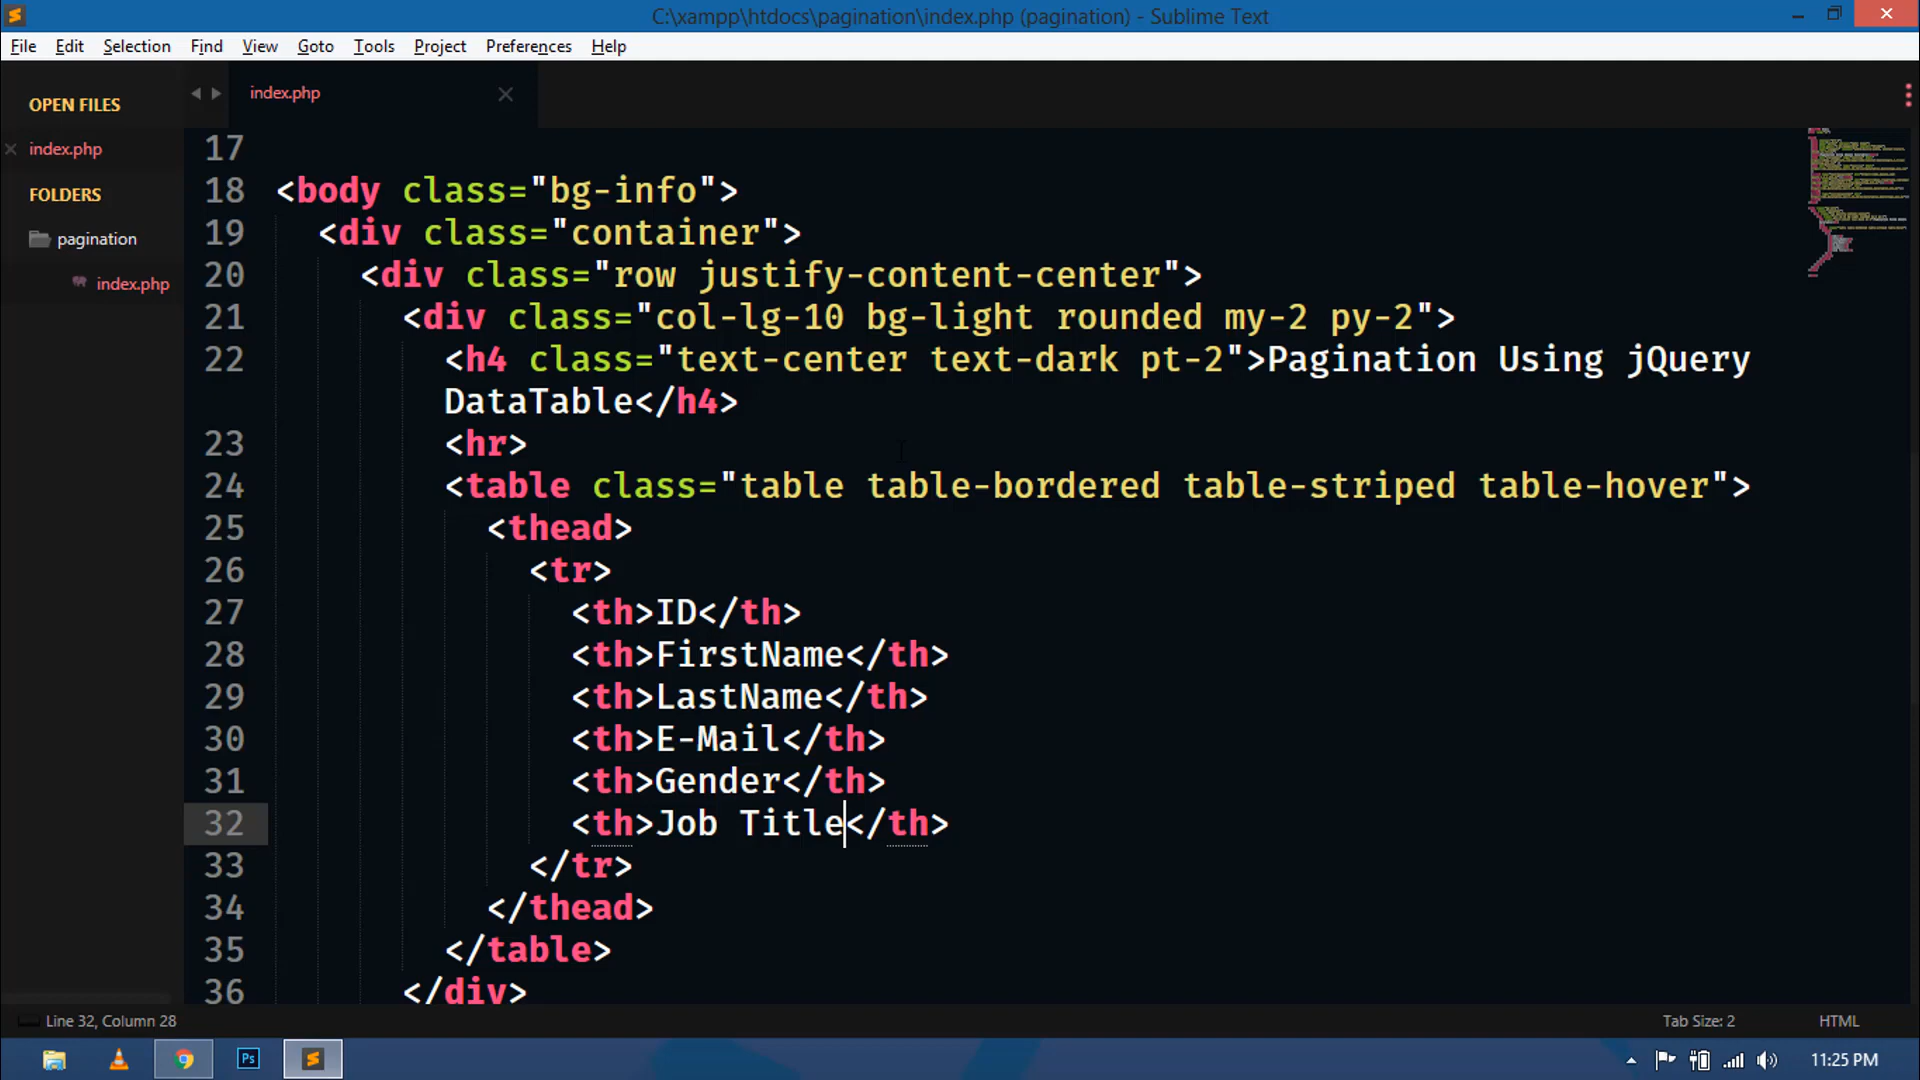 C:\xampp\htdocs\pagination\index.php (pagination) - Sublime Text
File Edit Selection Find View Goto Tools Project Preferences Help
OPEN FILES
index.php
FOLDERS
pagination
index.php
index.php
17
18 <body class="bg-info">
19 <div class="container">
20 <div class="row justify-content-center">
21 <div class="col-lg-10 bg-light rounded my-2 py-2">
22 <h4 class="text-center text-dark pt-2">Pagination Using jQuery
DataTable</h4>
23 <hr>
24 <table class="table table-bordered table-striped table-hover">
25 <thead>
26 <tr>
27 <th>ID</th>
28 <th>FirstName</th>
29 <th>LastName</th>
30 <th>E-Mail</th>
31 <th>Gender</th>
32 <th>Job Title</th>
33 </tr>
34 </thead>
35 </table>
36 </div>
Line 32, Column 28
Tab Size: 2
HTML
Ps
11:25 PM